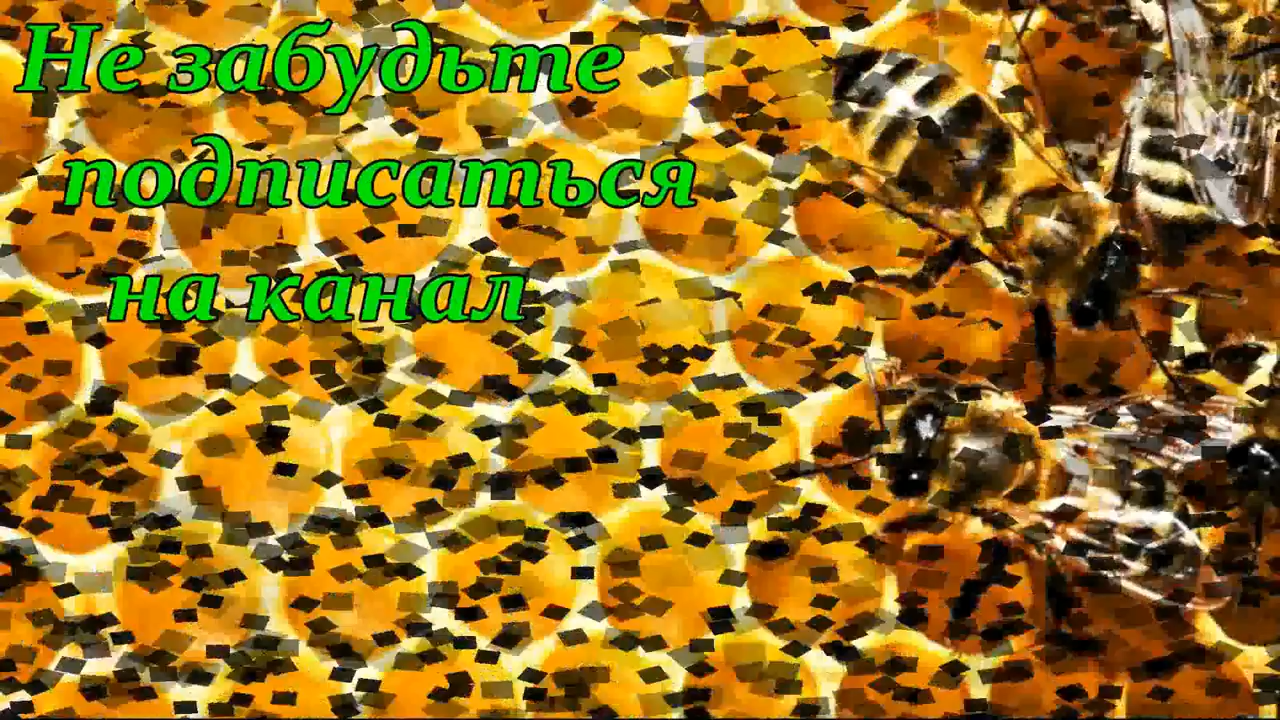 Не забудьте
подписаться
на канал